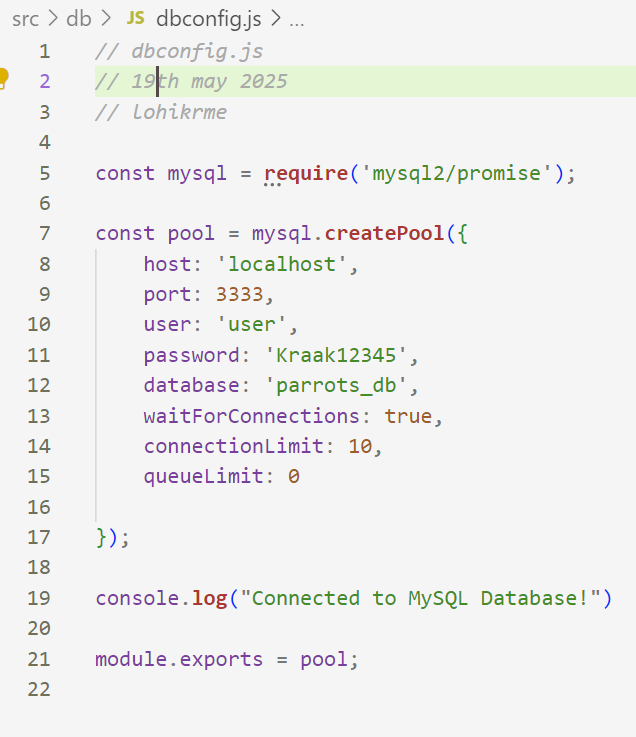 src > db > JS dbconfig.js > ...
1 // dbconfig.js
2 // 19th may 2025
3 // lohikrme
4
5 const mysql = require('mysql2/promise');
6
7 const pool = mysql.createPool({
8     host: 'localhost',
9     port: 3333,
10     user: 'user',
11     password: 'Kraak12345',
12     database: 'parrots_db',
13     waitForConnections: true,
14     connectionLimit: 10,
15     queueLimit: 0
16
17 });
18
19 console.log("Connected to MySQL Database!")
20
21 module.exports = pool;
22